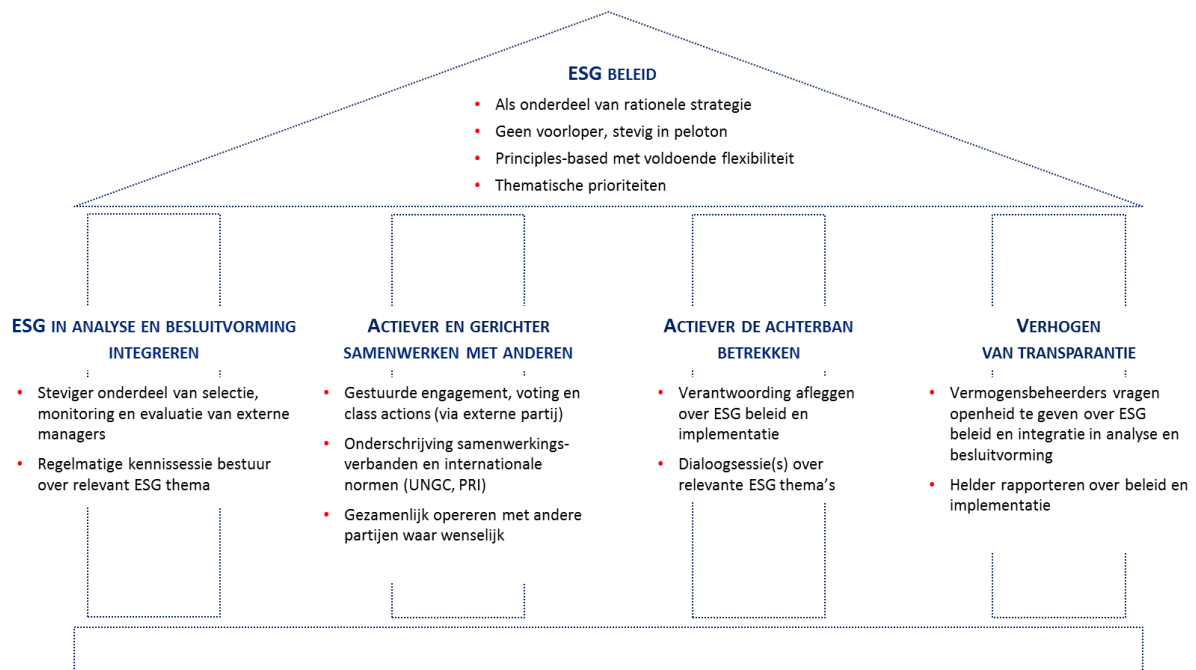 ESG BELEID
• Als onderdeel van rationele strategie
• Geen voorloper, stevig in peloton
• Principles-based met voldoende flexibiliteit
• Thematische prioriteiten
ESG IN ANALYSE EN BESLUITVORMING
INTEGREREN
• Steviger onderdeel van selectie,
monitoring en evaluatie van externe
managers
• Regelmatige kennissessie bestuur
over relevant ESG thema
ACTIEVER EN GERICHTER
SAMENWERKEN MET ANDEREN
• Gestuurde engagement, voting en
class actions (via externe partij)
• Onderschrijving samenwerkings-
verbanden en internationale
normen (UNGC, PRI)
• Gezamenlijk opereren met andere
partijen waar wenselijk
ACTIEVER DE ACHTERBAN
BETREKKEN
• Verantwoording afleggen
over ESG beleid en
implementatie
• Dialoogsessie(s) over
relevante ESG thema’s
VERHOGEN
VAN TRANSPARANTIE
• Vermogensbeheerders vragen
openheid te geven over ESG
beleid en integratie in analyse en
besluitvorming
• Helder rapporteren over beleid en
implementatie